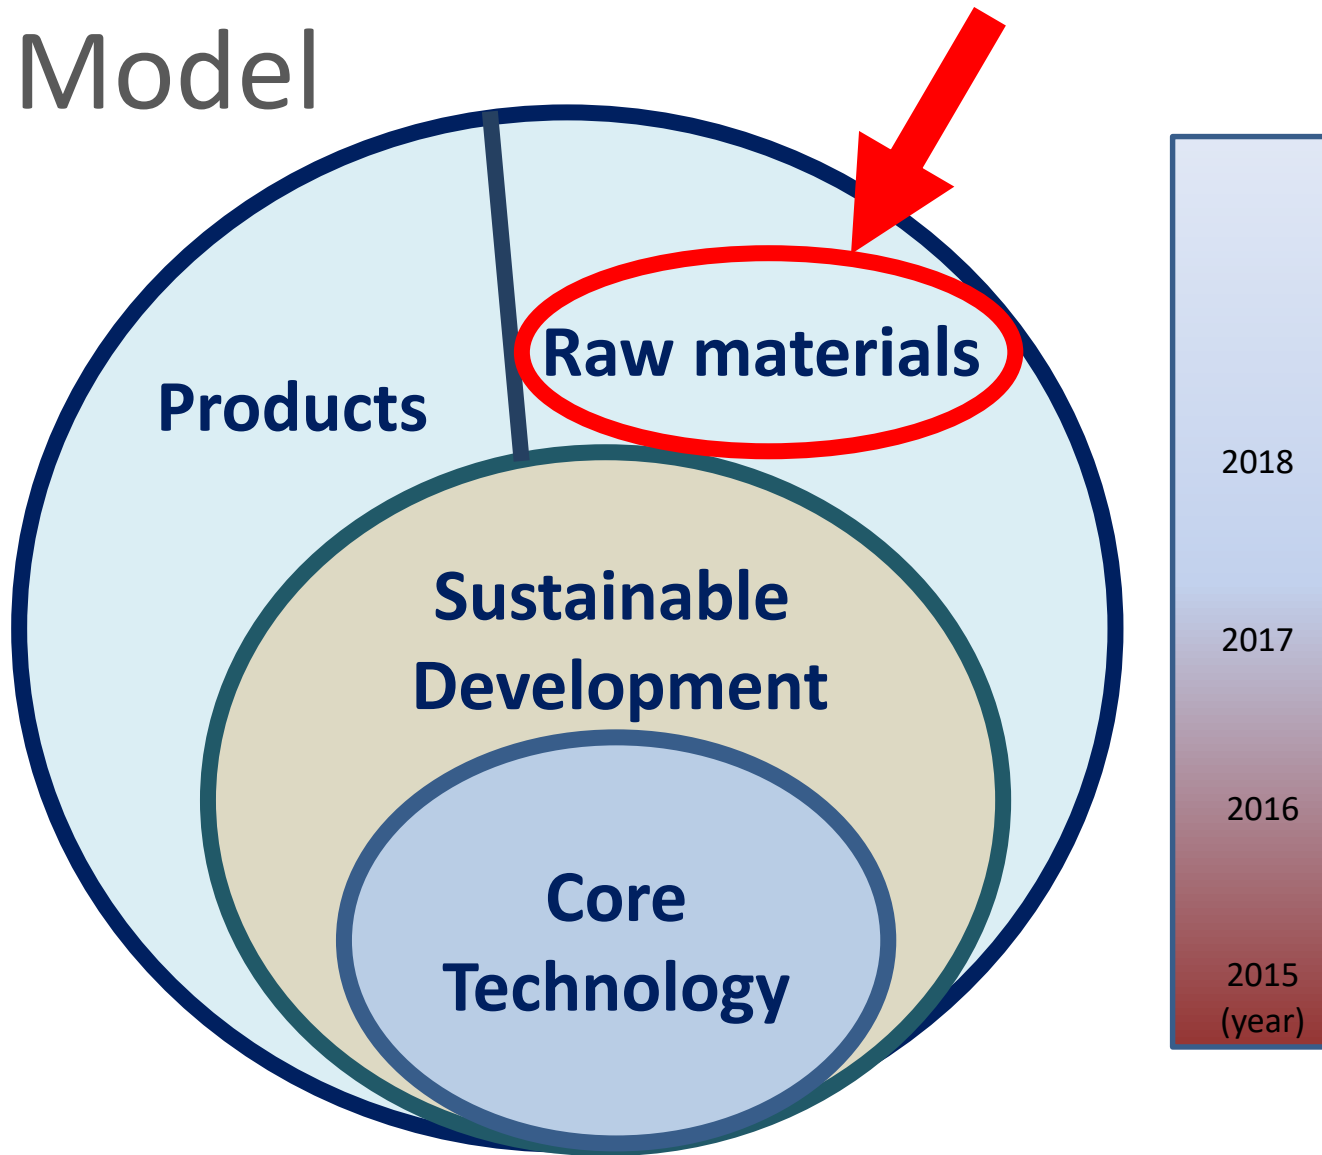 Model
Products
Raw materials
Sustainable
Development
Core
Technology
2018
2017
2016
2015
(year)